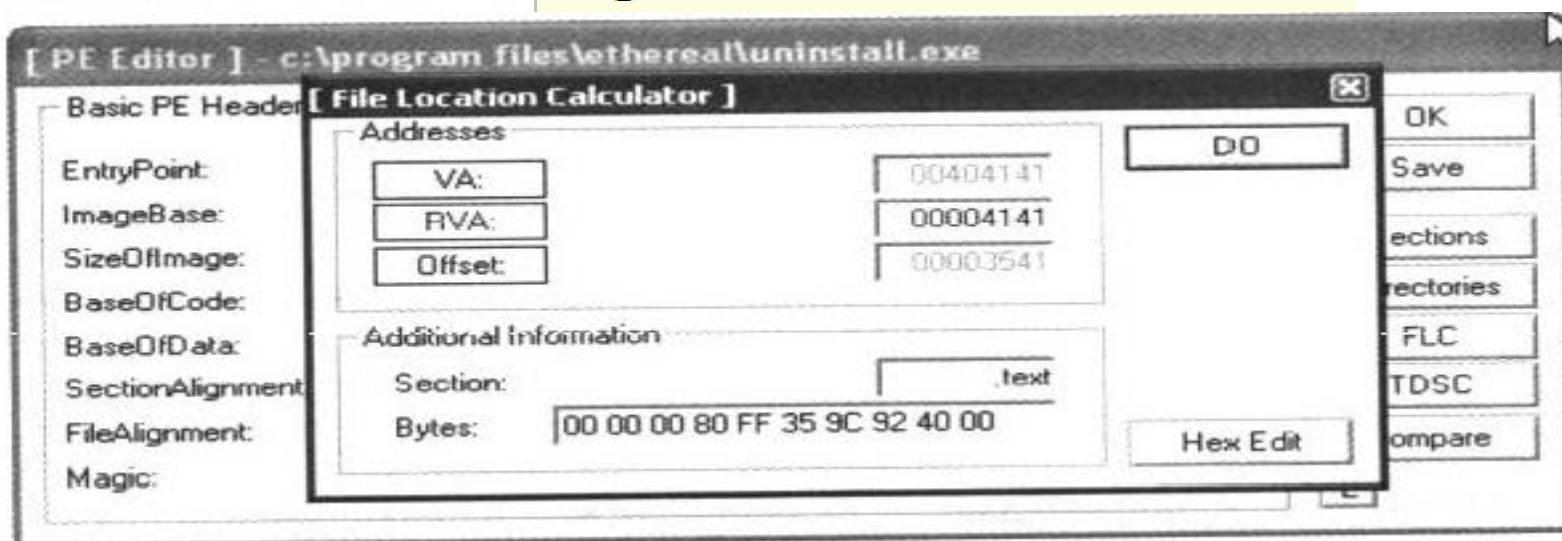 [ PE Editor ] - c:\program files\ethereal\uninstall.exe
[ File Location Calculator ]
Basic PE Header
EntryPoint:
ImageBase:
SizeOfImage:
BaseOfCode:
BaseOfData:
SectionAlignment
FileAlignment:
Magic:
Addresses
VA: 00404141
RVA: 00004141
Offset: 00003541
DO
Additional Information
Section: .text
Bytes: 00 00 00 80 FF 35 9C 92 40 00
Hex Edit
OK
Save
ections
rectories
FLC
TDSC
ompare